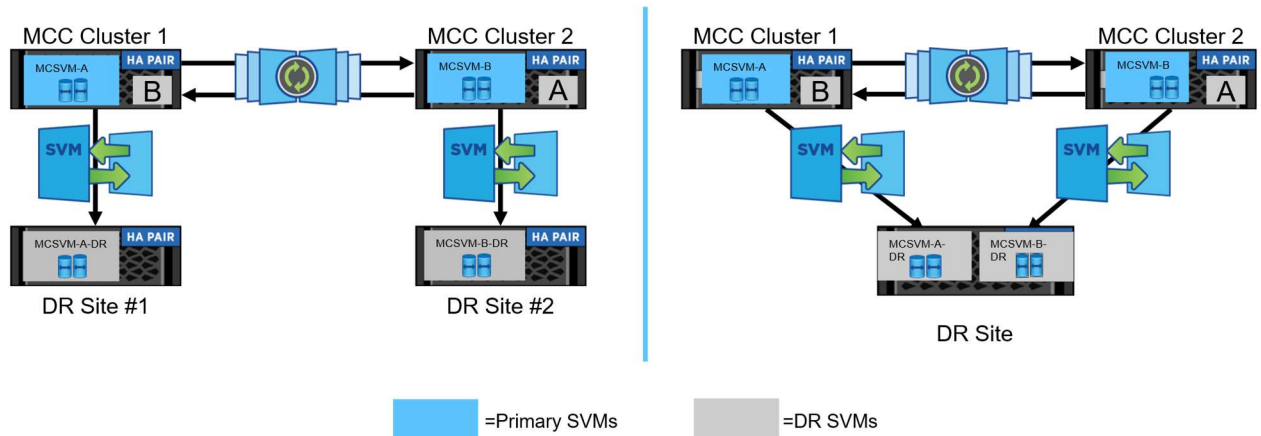 MCC Cluster 1
MCSVM-A
HA PAIR
B
MCC Cluster 2
MCSVM-B
HA PAIR
A
SVM
SVM
MCSVM-A-DR
HA PAIR
DR Site #1
MCSVM-B-DR
HA PAIR
DR Site #2
MCC Cluster 1
MCSVM-A
HA PAIR
B
MCC Cluster 2
MCSVM-B
HA PAIR
A
SVM
SVM
MCSVM-A-
DR
MCSVM-B-
DR
DR Site
=Primary SVMs
=DR SVMs